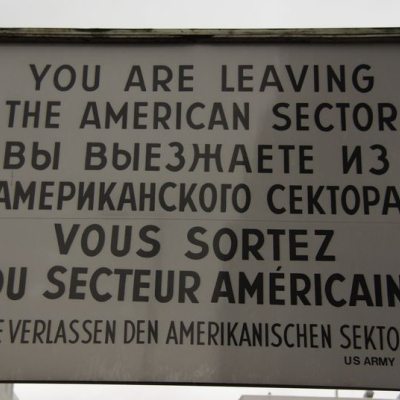 YOU ARE LEAVING
THE AMERICAN SECTOR
ВЫ ВЫЕЗЖАЕТЕ ИЗ
АМЕРИКАНСКОГО СЕКТОРА
VOUS SORTEZ
DU SECTEUR AMÉRICAIN
E VERLASSEN DEN AMERIKANISCHEN SEKTO
US ARMY